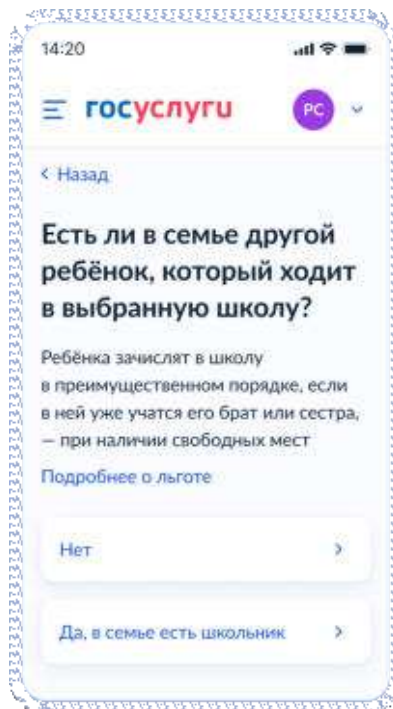 14:20
госуслуги
РС
Назад
Есть ли в семье другой
ребёнок, который ходит
в выбранную школу?
Ребёнка зачислят в школу
в преимущественном порядке, если
в ней уже учатся его брат или сестра,
— при наличии свободных мест
Подробнее о льготе
Нет
Да, в семье есть школьник